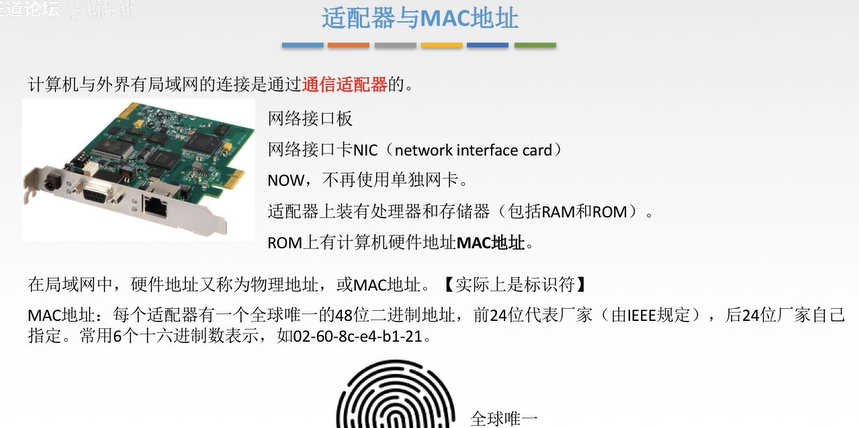 道论坛
适配器与MAC地址
计算机与外界有局域网的连接是通过通信适配器的。
网络接口板
网络接口卡NIC（network interface card）
NOW，不再使用单独网卡。
适配器上装有处理器和存储器（包括RAM和ROM）。
ROM上有计算机硬件地址MAC地址。
在局域网中，硬件地址又称为物理地址，或MAC地址。【实际上是标识符】
MAC地址：每个适配器有一个全球唯一的48位二进制地址，前24位代表厂家（由IEEE规定），后24位厂家自己
指定。常用6个十六进制数表示，如02-60-8c-e4-b1-21。
全球唯一